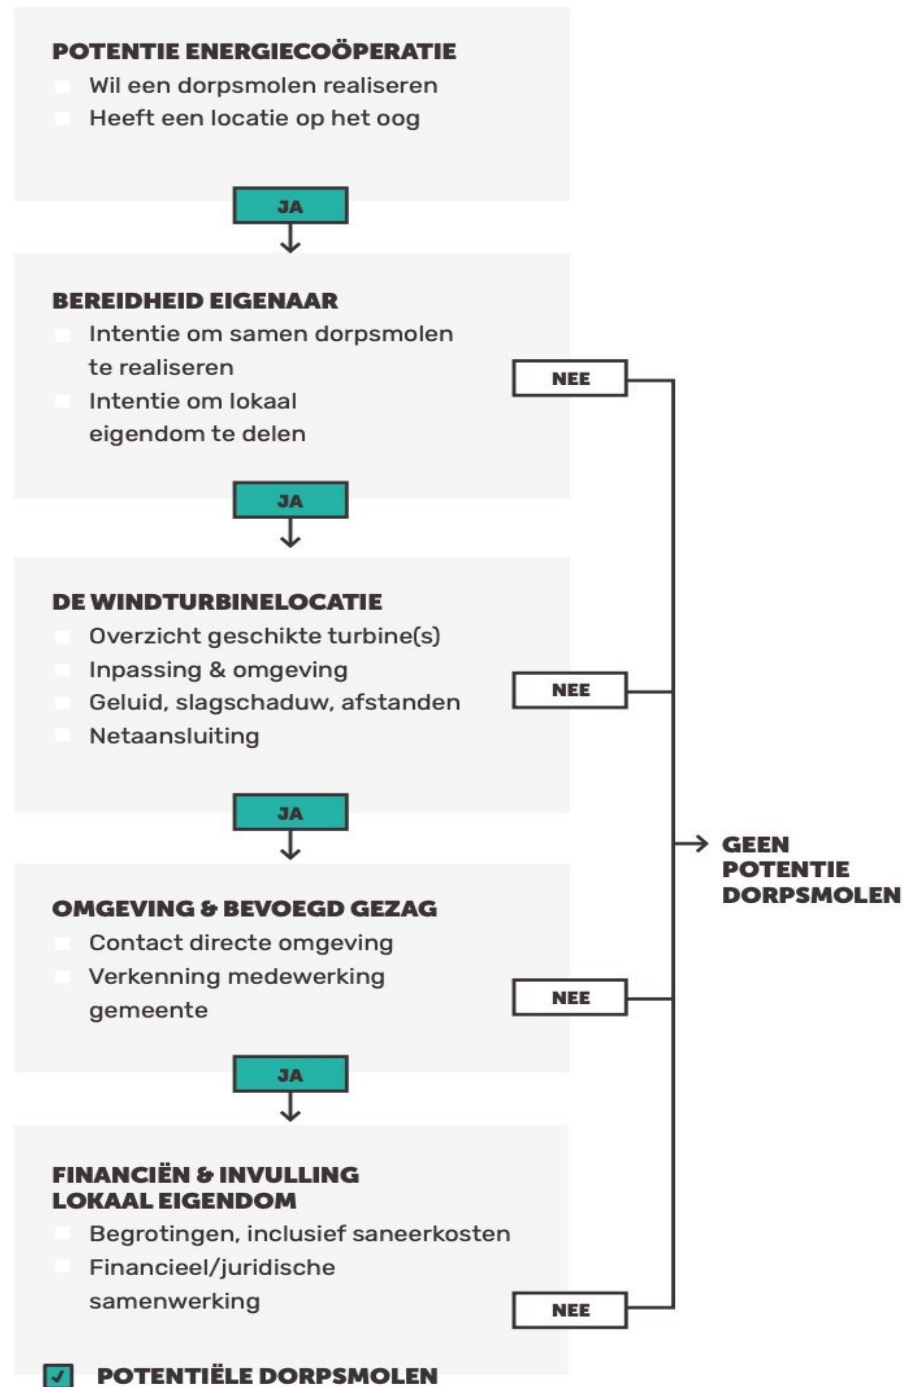 POTENTIE ENERGIECOÖPERATIE
Wil een dorpsmolen realiseren
Heeft een locatie op het oog
JA
BEREIDHEID EIGENAAR
Intentie om samen dorpsmolen
te realiseren
Intentie om lokaal
eigendom te delen
NEE
JA
DE WINDTURBINELOCATIE
Overzicht geschikte turbine(s)
Inpassing & omgeving
Geluid, slagschaduw, afstanden
Netaansluiting
NEE
JA
GEEN
POTENTIE
DORPSMOLEN
OMGEVING & BEVOEGD GEZAG
Contact directe omgeving
Verkenning medewerking
gemeente
NEE
JA
FINANCIËN & INVULLING
LOKAAL EIGENDOM
Begrotingen, inclusief saneerkosten
Financieel/juridische
samenwerking
NEE
POTENTIËLE DORPSMOLEN